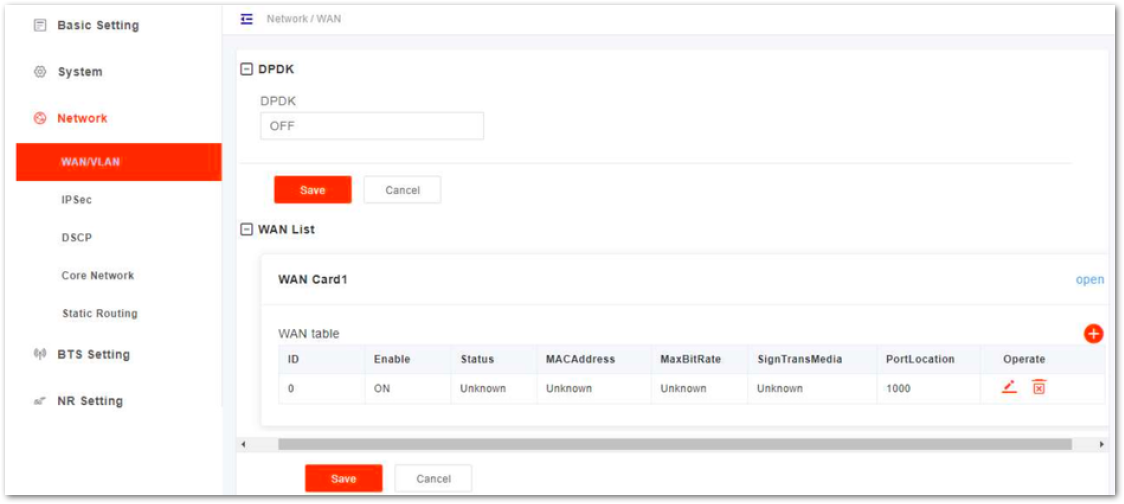 Basic Setting
System
Network
WAN/VLAN
IPSec
DSCP
Core Network
Static Routing
BTS Setting
NR Setting
Network / WAN
DPDK
DPDK
OFF
Save Cancel
WAN List
WAN Card1 open
WAN table
ID Enable Status MACAddress MaxBitRate SignTransMedia PortLocation Operate
0 ON Unknown Unknown Unknown Unknown 1000
Save Cancel